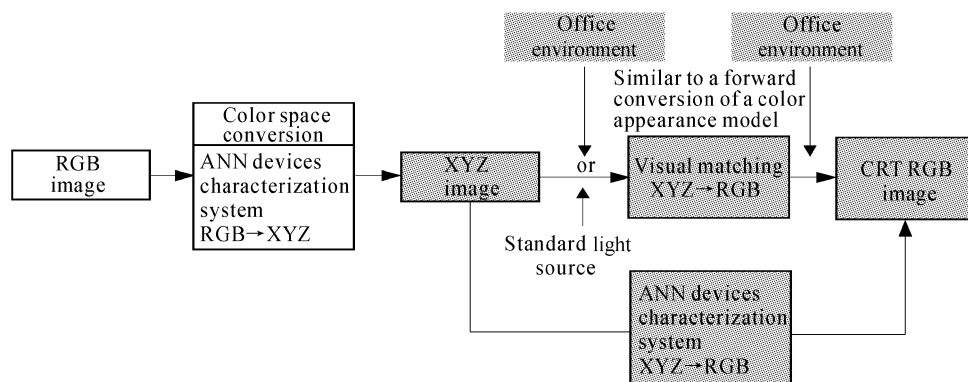 Office
environment
Office
environment
Similar to a forward
conversion of a color
appearance model
Color space
conversion
RGB
image
ANN devices
characterization
system
RGB→XYZ
XYZ
image
or
Visual matching
XYZ→RGB
CRT RGB
image
Standard light
source
ANN devices
characterization
system
XYZ→RGB